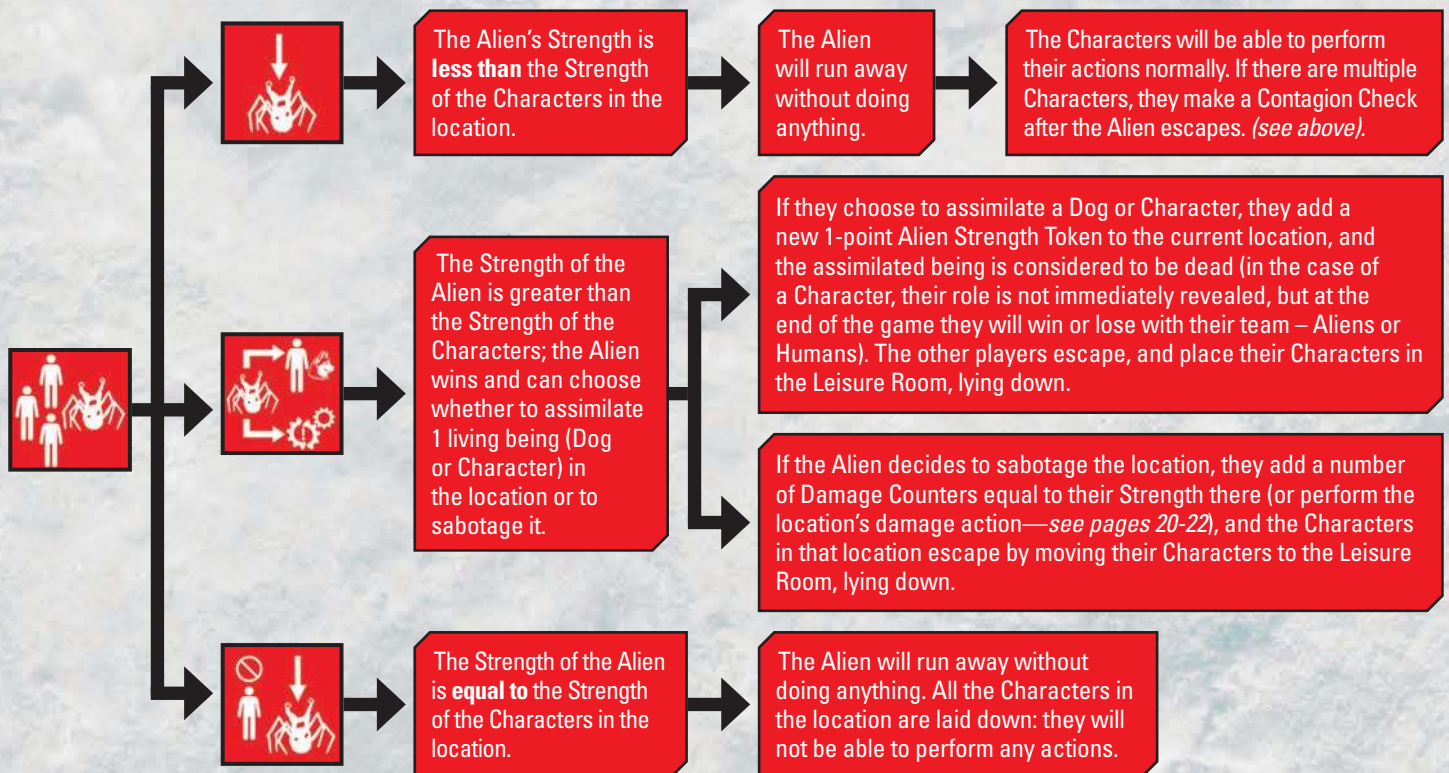 The Alien's Strength is
less than the Strength
of the Characters in the
location.
The Alien
will run away
without doing
anything.
The Characters will be able to perform
their actions normally. If there are multiple
Characters, they make a Contagion Check
after the Alien escapes. (see above).
The Strength of the
Alien is greater than
the Strength of the
Characters; the Alien
wins and can choose
whether to assimilate
1 living being (Dog
or Character) in
the location or to
sabotage it.
If they choose to assimilate a Dog or Character, they add a
new 1-point Alien Strength Token to the current location, and
the assimilated being is considered to be dead (in the case of
a Character, their role is not immediately revealed, but at the
end of the game they will win or lose with their team – Aliens or
Humans). The other players escape, and place their Characters in
the Leisure Room, lying down.
If the Alien decides to sabotage the location, they add a number
of Damage Counters equal to their Strength there (or perform the
location's damage action—see pages 20-22), and the Characters
in that location escape by moving their Characters to the Leisure
Room, lying down.
The Strength of the Alien
is equal to the Strength
of the Characters in the
location.
The Alien will run away without
doing anything. All the Characters in
the location are laid down: they will
not be able to perform any actions.